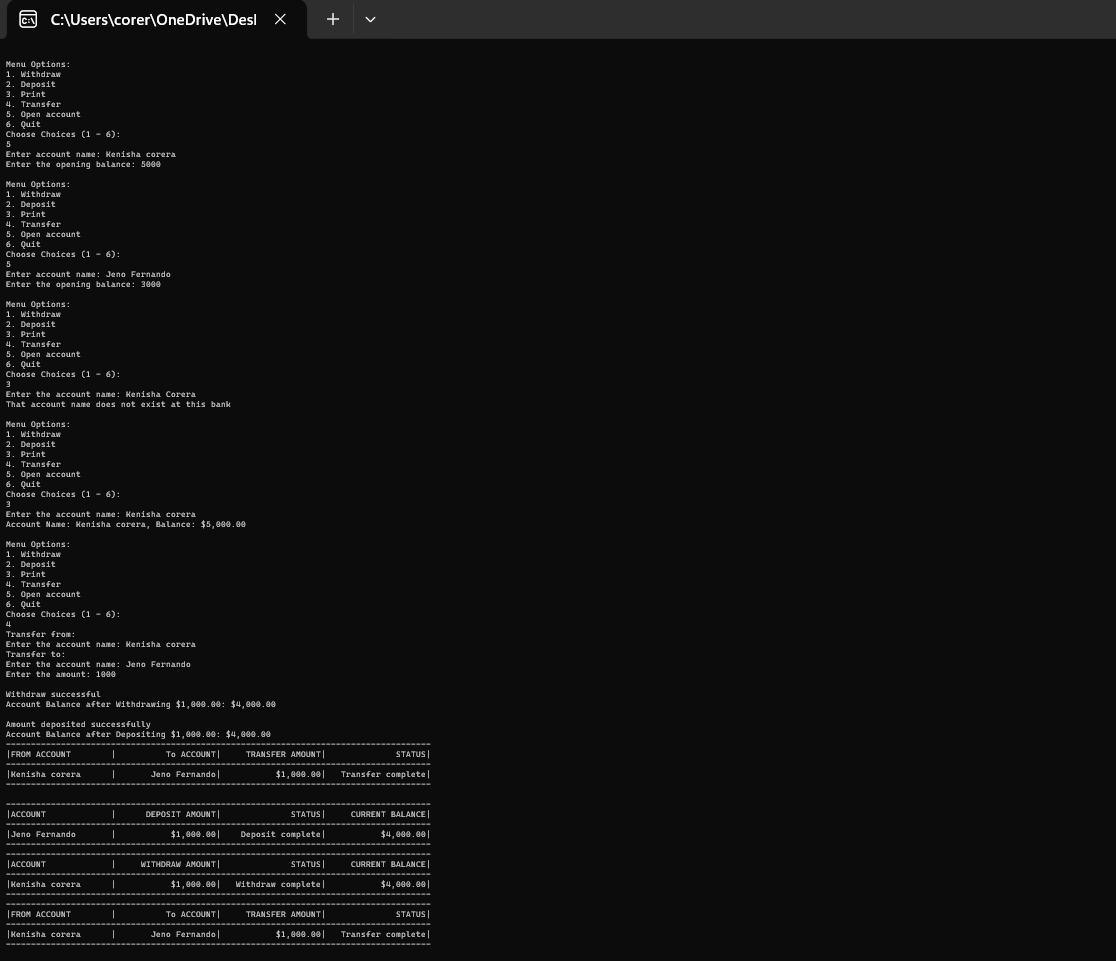 C:\Users\corer\OneDrive\Desl
Menu Options:
1. Withdraw
2. Deposit
3. Print
4. Transfer
5. Open account
6. Quit
Choose Choices (1 - 6):
5
Enter account name: Kenisha corera
Enter the opening balance: 5000
Menu Options:
1. Withdraw
2. Deposit
3. Print
4. Transfer
5. Open account
6. Quit
Choose Choices (1 - 6):
5
Enter account name: Jeno Fernando
Enter the opening balance: 3000
Menu Options:
1. Withdraw
2. Deposit
3. Print
4. Transfer
5. Open account
6. Quit
Choose Choices (1 - 6):
3
Enter the account name: Kenisha Corera
That account name does not exist at this bank
Menu Options:
1. Withdraw
2. Deposit
3. Print
4. Transfer
5. Open account
6. Quit
Choose Choices (1 - 6):
3
Enter the account name: Kenisha corera
Account Name: Kenisha corera, Balance: $5,000.00
Menu Options:
1. Withdraw
2. Deposit
3. Print
4. Transfer
5. Open account
6. Quit
Choose Choices (1 - 6):
4
Transfer from:
Enter the account name: Kenisha corera
Transfer to:
Enter the account name: Jeno Fernando
Enter the amount: 1000
Withdraw successful
Account Balance after Withdrawing $1,000.00: $4,000.00
Amount deposited successfully
Account Balance after Depositing $1,000.00: $4,000.00
|FROM ACCOUNT | To ACCOUNT| TRANSFER AMOUNT| STATUS|
|Kenisha corera | Jeno Fernando| $1,000.00| Transfer complete|
|ACCOUNT | DEPOSIT AMOUNT| STATUS| CURRENT BALANCE|
|Jeno Fernando | $1,000.00| Deposit complete| $4,000.00|
|ACCOUNT | WITHDRAW AMOUNT| STATUS| CURRENT BALANCE|
|Kenisha corera | $1,000.00| Withdraw complete| $4,000.00|
|FROM ACCOUNT | To ACCOUNT| TRANSFER AMOUNT| STATUS|
|Kenisha corera | Jeno Fernando| $1,000.00| Transfer complete|